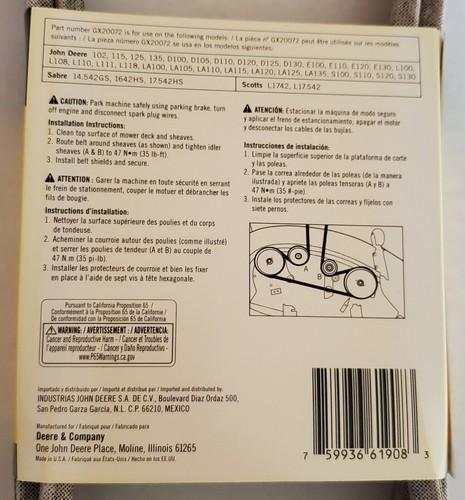 Part number GX20072 is for use on the following models: / La pièce n° GX20072 peut être utilisée sur les modèles
suivants : / La pieza número GX20072 se usa en los modelos siguientes:
John Deere 102, 115, 125, 135, D100, D105, D110, D120, D125, D130, E100, E110, E120, E130, L100,
L108, L110, L111, L118, LA100, LA105, LA110, LA115, LA120, LA125, LA135, S100, S110, S120, S130
Sabre 14.542GS, 1642HS, 17.542HS
Scotts L1742, L17.542
CAUTION: Park machine safely using parking brake, turn
off engine and disconnect spark plug wires.
Installation Instructions:
1. Clean top surface of mower deck and sheaves.
2. Route belt around sheaves (as shown) and tighten idler
sheaves (A & B) to 47 N•m (35 lb-ft).
3. Install belt shields and secure.
ATTENTION : Garer la machine en toute sécurité en serrant
le frein de stationnement, couper le moteur et débrancher les
fils de bougie.
Instructions d'installation:
1. Nettoyer la surface supérieure des poulies et du corps
de tondeuse.
2. Acheminer la courroie autour des poulies (comme illustré)
et serrer les poulies de tendeur (A et B) au couple de
47 N.m (35 pi-lb).
3. Installer les protecteurs de courroie et bien les fixer
en place à l'aide de sept vis à tête hexagonale.
ATENCIÓN: Estacionar la máquina de modo seguro
y aplicar el freno de estacionamiento, apagar el motor
y desconectar los cables de las bujías.
Instrucciones de instalación:
1. Limpie la superficie superior de la plataforma de corte
y las poleas.
2. Pase la correa alrededor de las poleas (de la manera
ilustrada) y apriete las poleas tensoras (A y B) a
47 N•m (35 #-pie).
3. Instale los protectores de las correas y fíjelos con
siete pernos.
A
B
Pursuant to California Proposition 65 /
Conformément à la Proposition 65 de Californie /
De conformidad con la Proposición 65 de California
WARNING: / AVERTISSEMENT: / ADVERTENCIA:
Cancer and Reproductive Harm - / Cancer et Troubles de
l'appareil reproducteur - / Cáncer y Daño Reproductivo -
www.P65Warnings.ca.gov
Importado y distribuido por / Importé et distribué par / Imported and distributed by
INDUSTRIAS JOHN DEERE S.A. DE C.V., Boulevard Diaz Ordaz 500,
San Pedro Garza García, N.L. C.P. 66210, MEXICO
Manufactured for / Fabriqué pour / Fabricado para
Deere & Company
One John Deere Place, Moline, Illinois 61265
Made in U.S.A. / Fabriqué aux États-Unis / Hecho en los EE.UU.
7 59936 61908 3